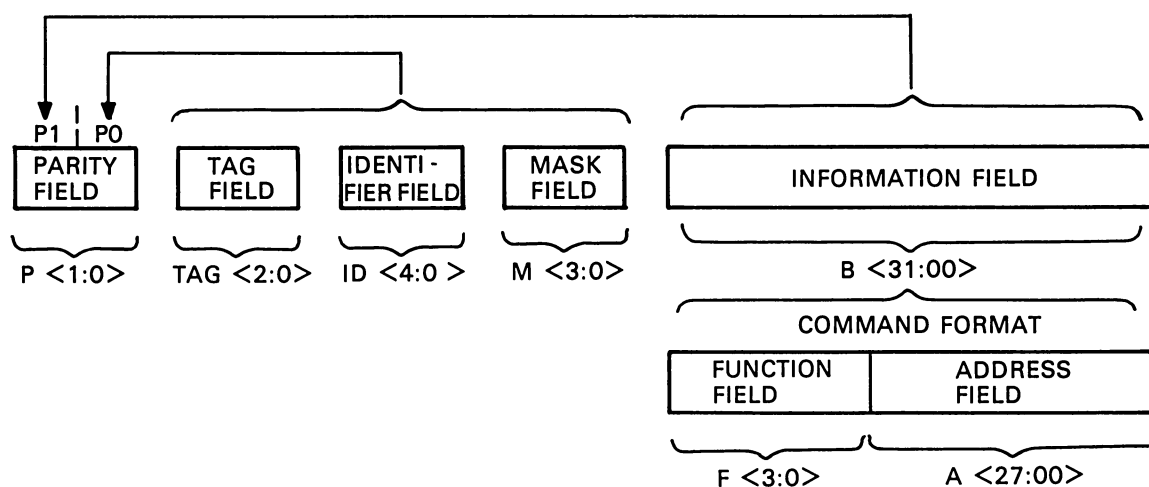 P1 P0
PARITY FIELD
TAG FIELD
IDENTI - FIER FIELD
MASK FIELD
INFORMATION FIELD
P <1:0>
TAG <2:0>
ID <4:0 >
M <3:0>
B <31:00>
COMMAND FORMAT
FUNCTION FIELD
ADDRESS FIELD
F <3:0>
A <27:00>